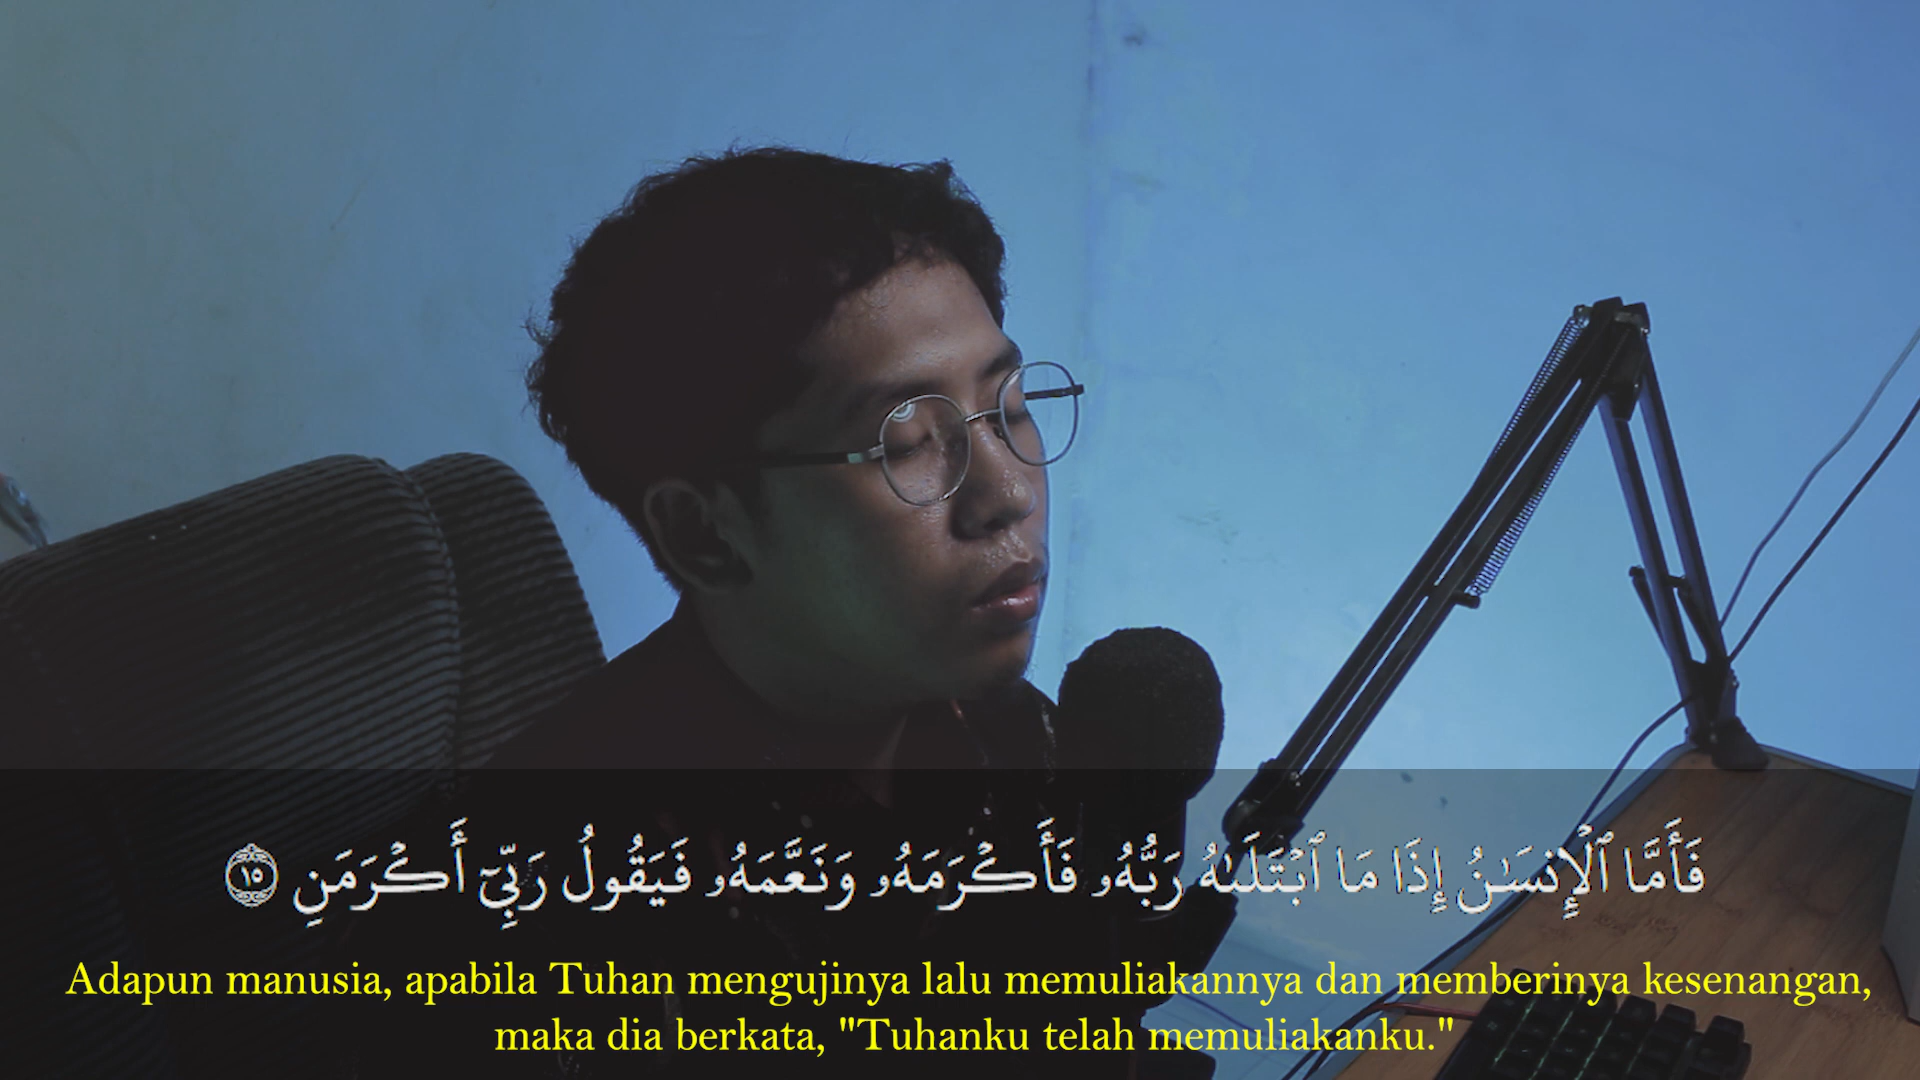 فَأَمَّا ٱلْإِنسَـٰنُ إِذَا مَا ٱبْتَلَىٰهُ رَبُّهُۥ فَأَكْرَمَهُۥ وَنَعَّمَهُۥ فَيَقُولُ رَبِّىٓ أَكْرَمَنِ ١٥
Adapun manusia, apabila Tuhan mengujinya lalu memuliakannya dan memberinya kesenangan,
maka dia berkata, "Tuhanku telah memuliakanku."